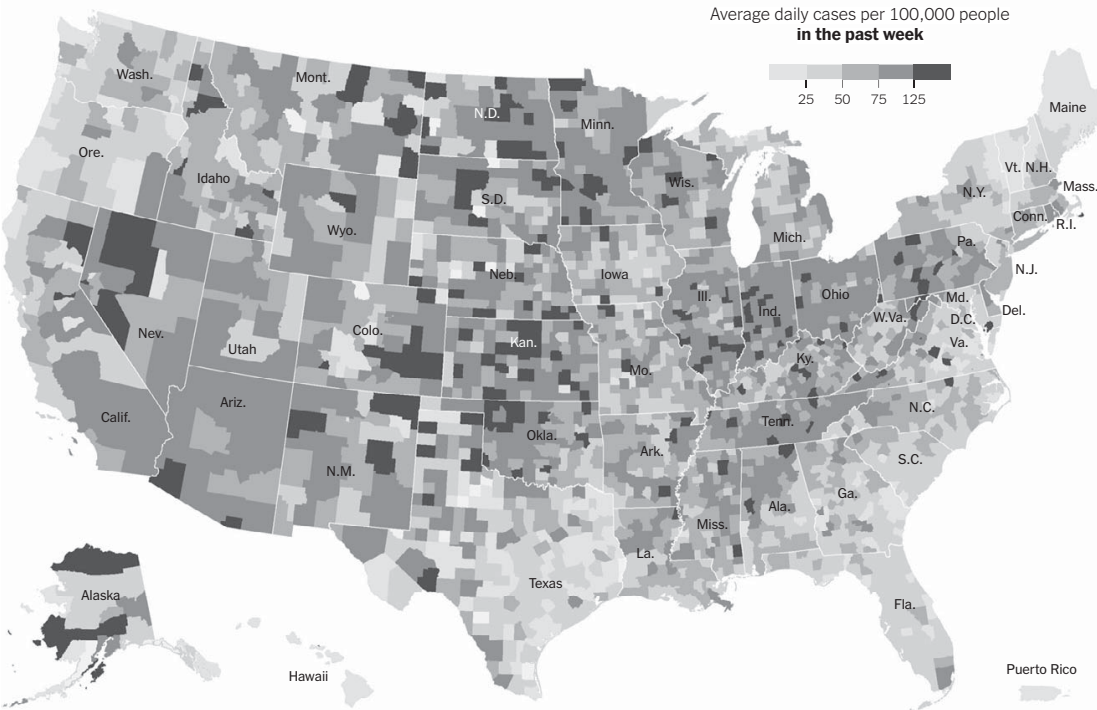 Average daily cases per 100,000 people
in the past week
25 50 75 125
Wash.
Mont.
N.D.
Minn.
Maine
Ore.
Idaho
S.D.
Wis.
Vt. N.H.
N.Y.
Mass.
Wyo.
Mich.
Conn.
R.I.
Neb.
Iowa
Pa.
N.J.
Nev.
Utah
Colo.
Ill.
Ind.
Ohio
W.Va.
Md.
Del.
D.C.
Va.
Kan.
Mo.
Ky.
Calif.
Ariz.
N.M.
Okla.
Ark.
Tenn.
N.C.
S.C.
Miss.
Ala.
Ga.
La.
Texas
Fla.
Alaska
Hawaii
Puerto Rico